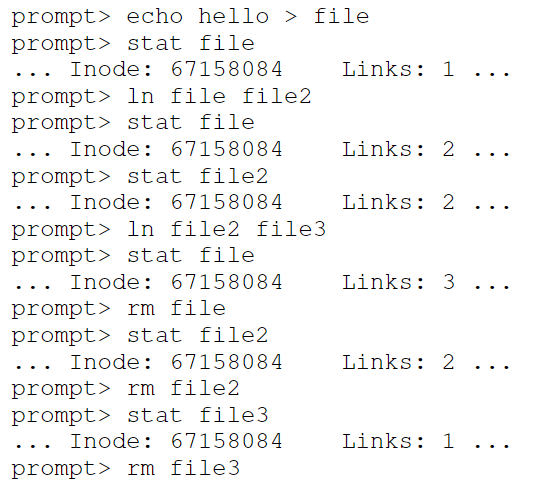 prompt> echo hello > file
prompt> stat file
... Inode: 67158084    Links: 1 ...
prompt> ln file file2
prompt> stat file
... Inode: 67158084    Links: 2 ...
prompt> stat file2
... Inode: 67158084    Links: 2 ...
prompt> ln file2 file3
prompt> stat file
... Inode: 67158084    Links: 3 ...
prompt> rm file
prompt> stat file2
... Inode: 67158084    Links: 2 ...
prompt> rm file2
prompt> stat file3
... Inode: 67158084    Links: 1 ...
prompt> rm file3